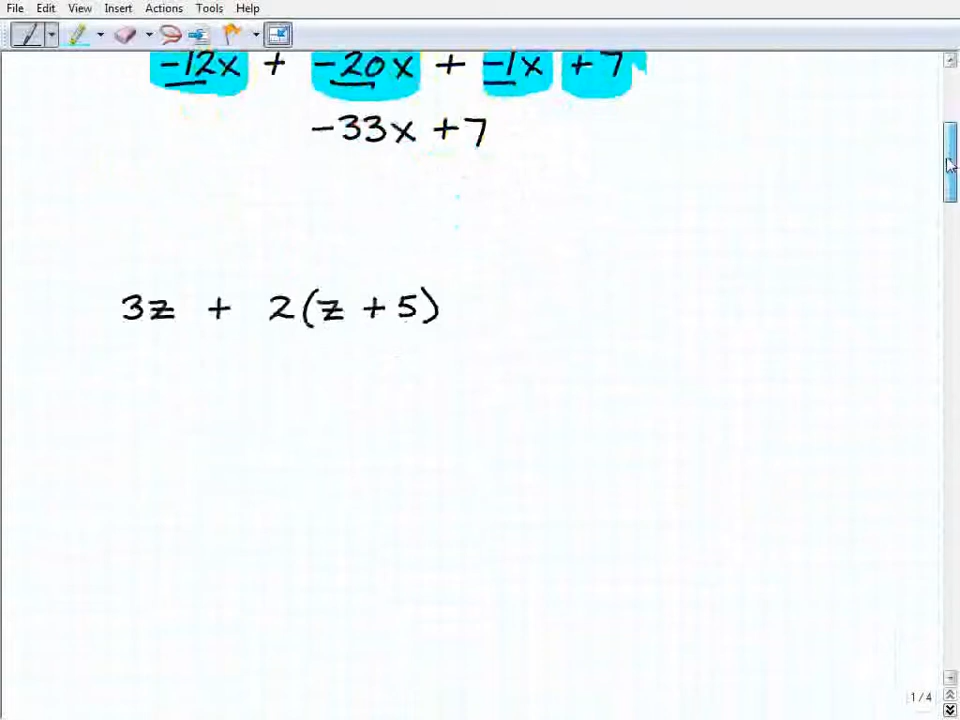 File Edit View Insert Actions Tools Help
-12x + -20x + -1x +7
-33x +7
3z + 2(z +5)
1 / 4